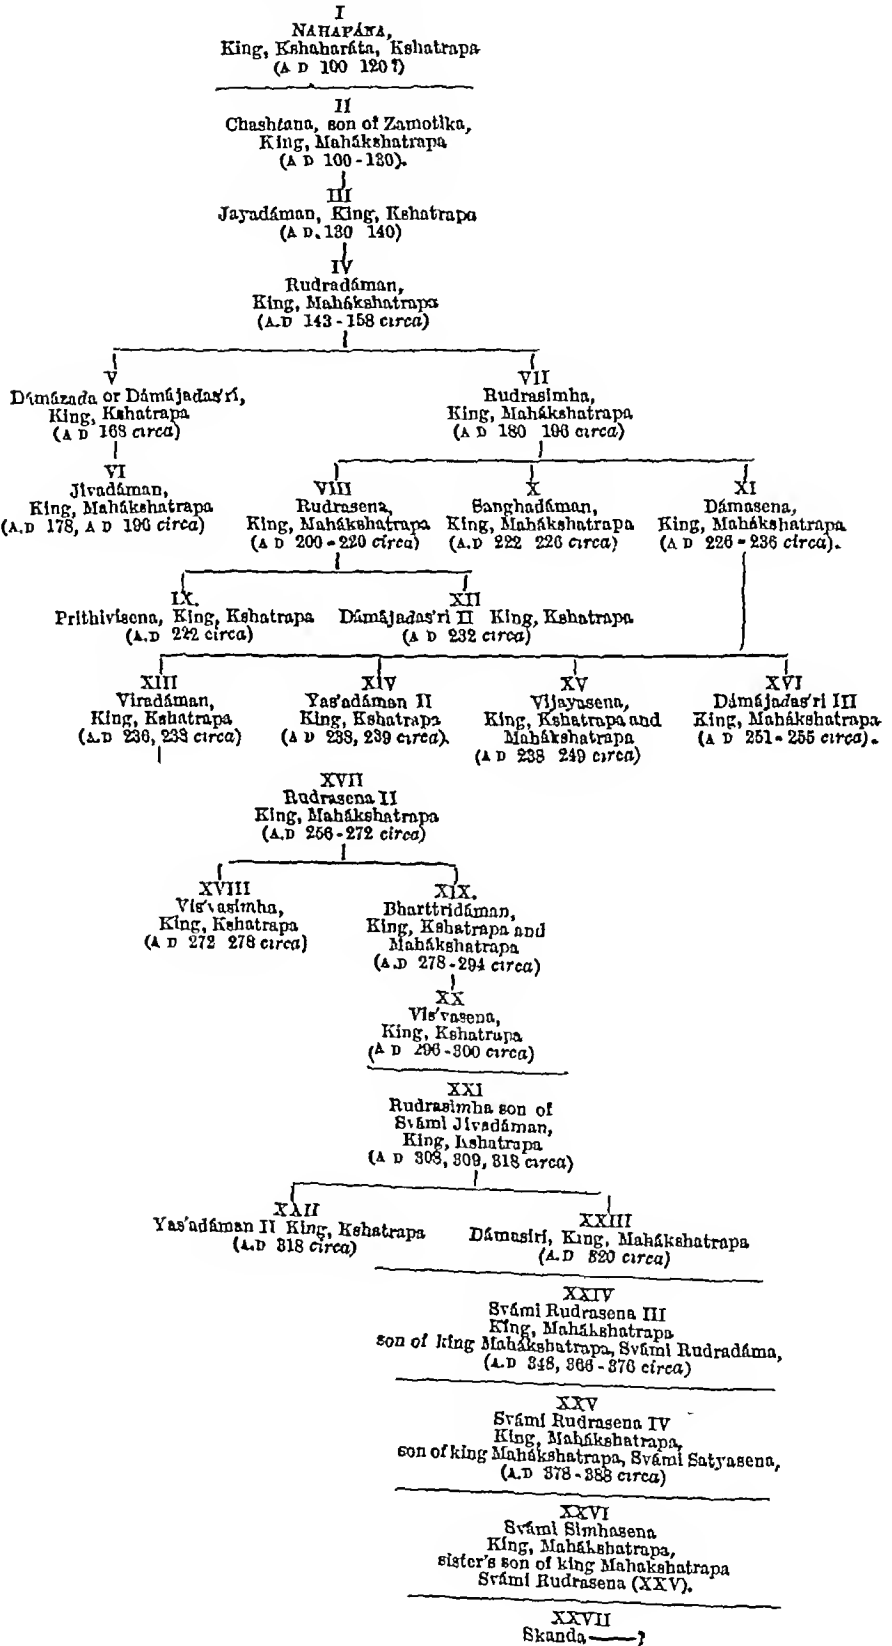 I
NAHAPÁNA,
King, Kshaharáta, Kshatrapa
(A D 100 120?)
II
Chashtana, son of Zamotika,
King, Mahákshatrapa
(A D 100-130).
III
Jayadáman, King, Kshatrapa
(A D. 130 140)
IV
Rudradáman,
King, Mahákshatrapa
(A.D 143-158 circa)
V
Dámázada or Dámájadas'rí,
King, Kshatrapa
(A D 168 circa)
VII
Rudrasimha,
King, Mahákshatrapa
(A D 180 196 circa)
VI
Jívadáman,
King, Mahákshatrapa
(A.D 178, A D 196 circa)
VIII
Rudrasena,
King, Mahákshatrapa
(A D 200-220 circa)
X
Sanghadáman,
King, Mahákshatrapa
(A.D 222 226 circa)
XI
Dámasena,
King, Mahákshatrapa
(A D 226-236 circa).
IX.
Prithivisena, King, Kshatrapa
(A.D 222 circa)
XII
Dámájadas'ri II King, Kshatrapa
(A D 232 circa)
XIII
Viradáman,
King, Kshatrapa
(A.D 236, 238 circa)
XIV
Yas'adáman II
King, Kshatrapa
(A D 238, 239 circa).
XV
Vijayasena,
King, Kshatrapa and
Mahákshatrapa
(A D 238 249 circa)
XVI
Dámájadas'ri III
King, Mahákshatrapa
(A D 251-255 circa).
XVII
Rudrasena II
King, Mahákshatrapa
(A.D 256-272 circa)
XVIII
Vis'vasimha,
King, Kshatrapa
(A D 272 278 circa)
XIX.
Bharttridáman,
King, Kshatrapa and
Mahákshatrapa
(A.D 278-294 circa)
XX
Vis'vasena,
King, Kshatrapa
(A D 296-300 circa)
XXI
Rudrasimha son of
Svámi Jívadáman,
King, Kshatrapa
(A D 308, 309, 318 circa)
XXII
Yas'adáman II King, Kshatrapa
(A.D 318 circa)
XXIII
Dámasiri, King, Mahákshatrapa
(A.D 320 circa)
XXIV
Svámi Rudrasena III
King, Mahákshatrapa
son of king Mahákshatrapa, Svámi Rudradáma,
(A.D 348, 366-376 circa)
XXV
Svámi Rudrasena IV
King, Mahákshatrapa,
son of king Mahákshatrapa, Svámi Satyasena,
(A.D 378-388 circa)
XXVI
Svámi Simhasena
King, Mahákshatrapa,
sister's son of king Mahakshatrapa
Svámi Rudrasena (XXV).
XXVII
Skanda——?